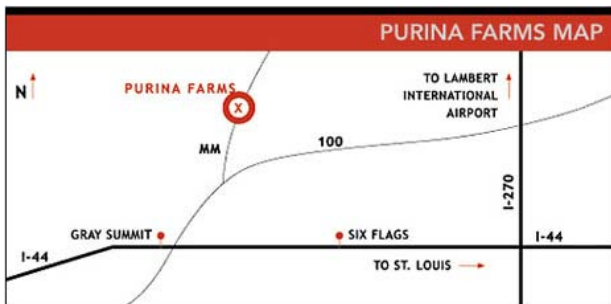 PURINA FARMS MAP
N
PURINA FARMS
X
TO LAMBERT
INTERNATIONAL
AIRPORT
MM
100
I-270
GRAY SUMMIT
SIX FLAGS
I-44
I-44
TO ST. LOUIS